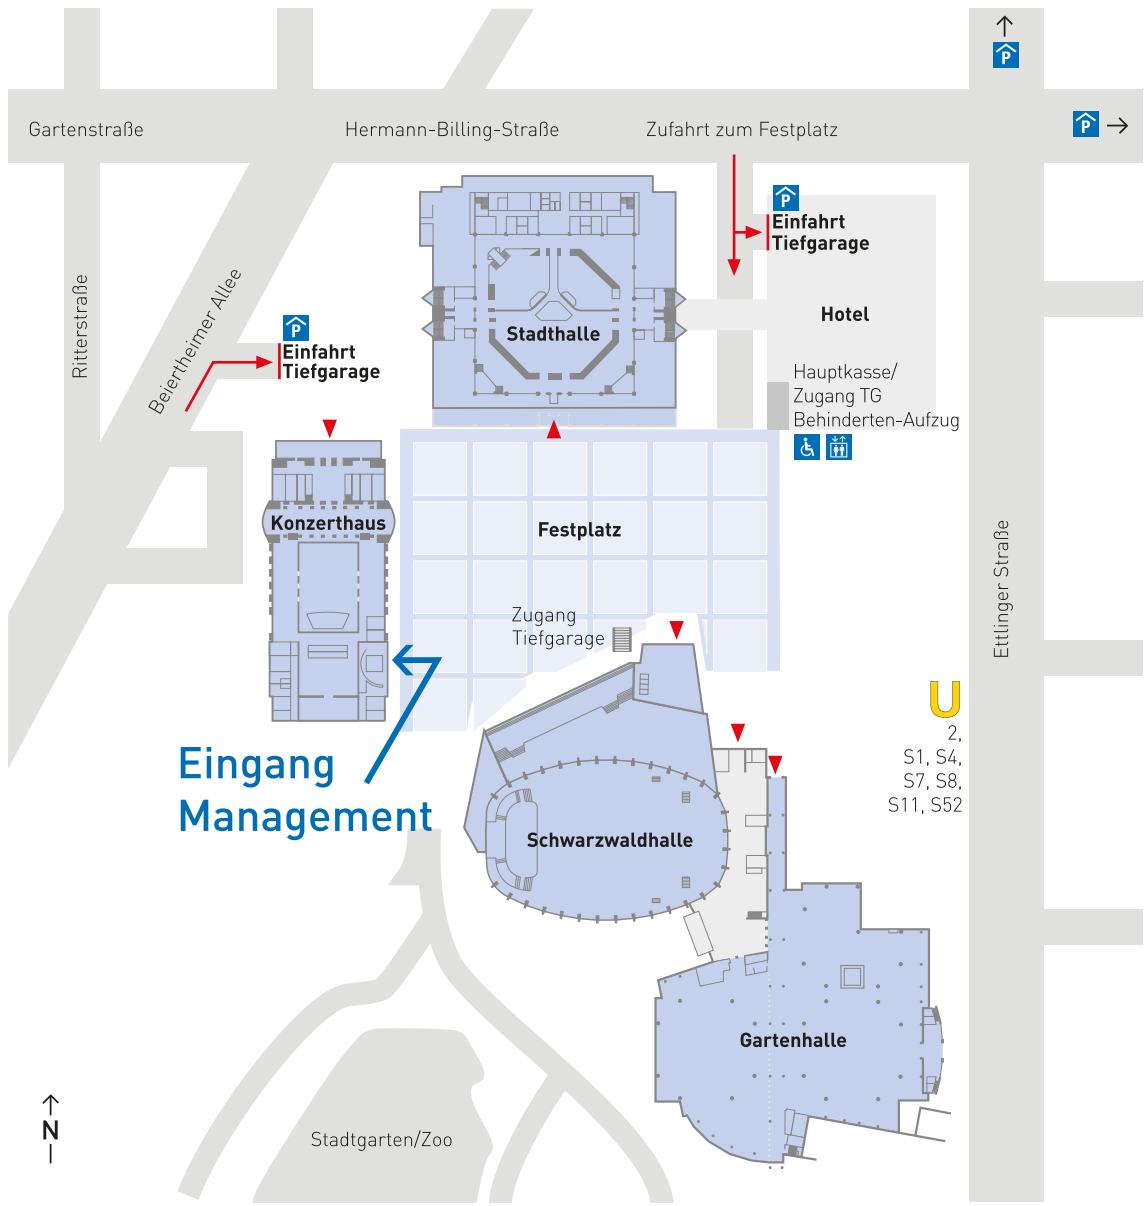 P
P
Gartenstraße
Hermann-Billing-Straße
Zufahrt zum Festplatz
P
Einfahrt
Tiefgarage
Ritterstraße
Beiertheimer Allee
P
Einfahrt
Tiefgarage
Stadthalle
Hotel
Hauptkasse/
Zugang TG
Behinderten-Aufzug
Konzerthaus
Festplatz
Ettlinger Straße
Zugang
Tiefgarage
U
2,
S1, S4,
S7, S8,
S11, S52
Eingang
Management
Schwarzwaldhalle
Gartenhalle
N
Stadtgarten/Zoo